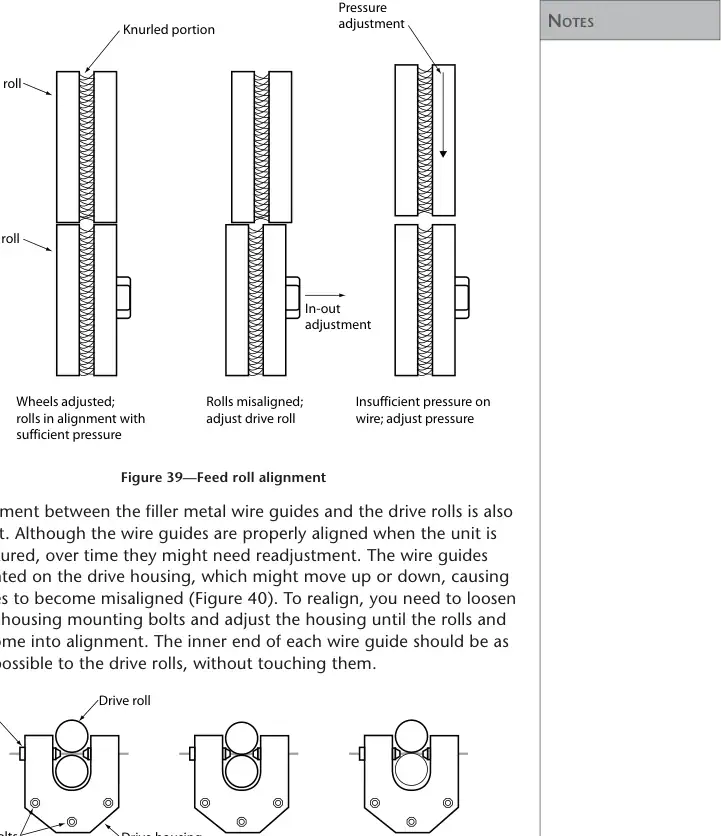 Pressure
adjustment
NOTES
Knurled portion
roll
roll
In-out
adjustment
Wheels adjusted;
rolls in alignment with
sufficient pressure
Rolls misaligned;
adjust drive roll
Insufficient pressure on
wire; adjust pressure
Figure 39—Feed roll alignment
ment between the filler metal wire guides and the drive rolls is also
t. Although the wire guides are properly aligned when the unit is
ured, over time they might need readjustment. The wire guides
ted on the drive housing, which might move up or down, causing
es to become misaligned (Figure 40). To realign, you need to loosen
housing mounting bolts and adjust the housing until the rolls and
ome into alignment. The inner end of each wire guide should be as
possible to the drive rolls, without touching them.
Drive roll
olts
Drive housing